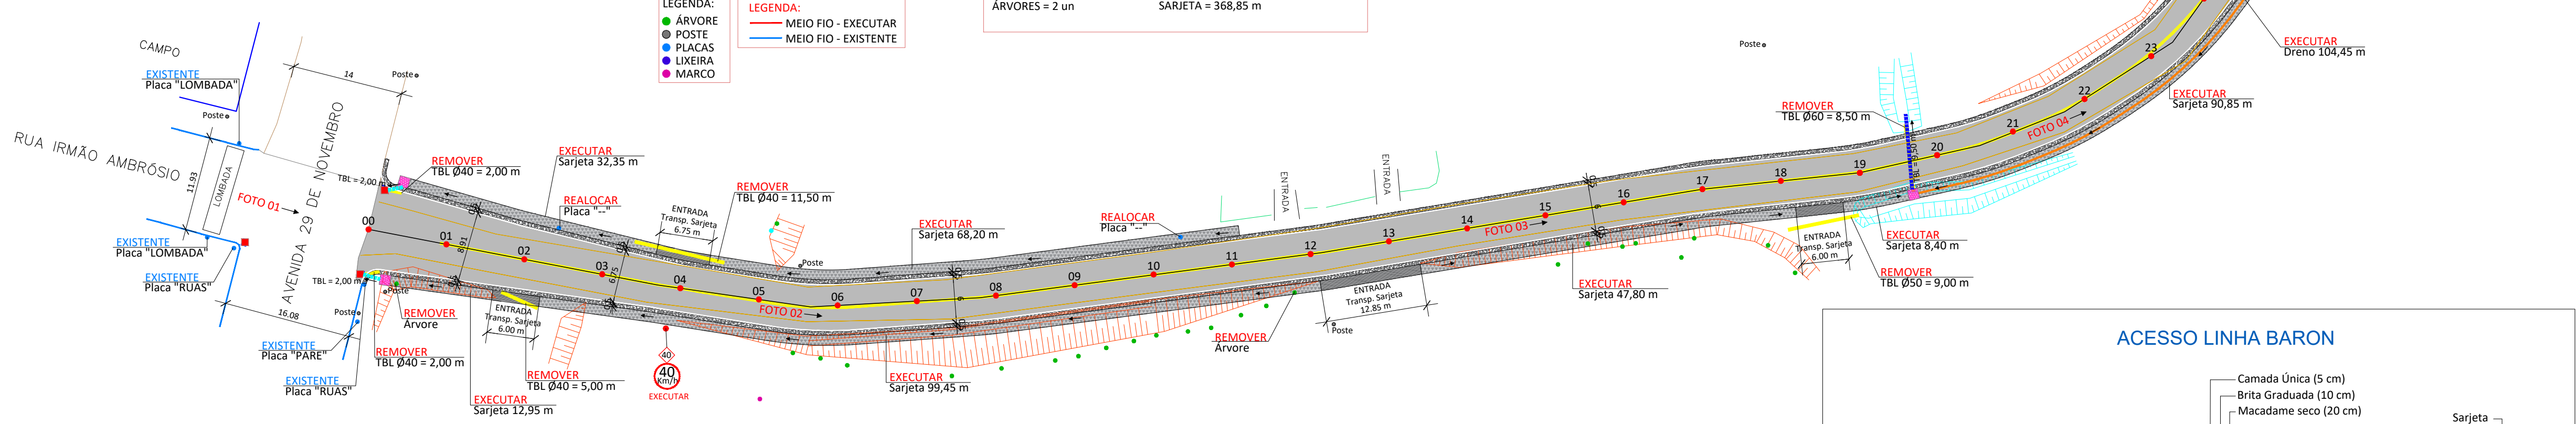 LEGENDA:
ÁRVORE
POSTE
PLACAS
LIXEIRA
MARCO
LEGENDA:
MEIO FIO - EXECUTAR
MEIO FIO - EXISTENTE
ÁRVORES = 2 un
SARJETA = 368,85 m
CAMPO
EXISTENTE
Placa "LOMBADA"
14
Poste
Poste
RUA IRMÃO AMBRÓSIO
11.93
LOMBADA
FOTO 01
AVENIDA 29 DE NOVEMBRO
EXISTENTE
Placa "LOMBADA"
EXISTENTE
Placa "RUAS"
16.08
EXISTENTE
Placa "PARE"
EXISTENTE
Placa "RUAS"
TBL = 2,00 m
TBL = 2,00 m
Poste
Poste
REMOVER
TBL Ø40 = 2,00 m
REMOVER
Árvore
REMOVER
TBL Ø40 = 2,00 m
EXECUTAR
Sarjeta 12,95 m
EXECUTAR
Sarjeta 32,35 m
REALOCAR
Placa "--"
ENTRADA
Transp. Sarjeta
6.75 m
REMOVER
TBL Ø40 = 11,50 m
ENTRADA
Transp. Sarjeta
6.00 m
REMOVER
TBL Ø40 = 5,00 m
8.91
6.75
00
01
02
03
04
05
06
07
08
09
10
11
12
13
14
15
16
17
18
19
20
21
22
23
FOTO 02
40
40
Km/h
EXECUTAR
Poste
EXECUTAR
Sarjeta 68,20 m
EXECUTAR
Sarjeta 99,45 m
6
REALOCAR
Placa "--"
ENTRADA
ENTRADA
REMOVER
Árvore
ENTRADA
Transp. Sarjeta
12.85 m
Poste
FOTO 03
6
EXECUTAR
Sarjeta 47,80 m
Poste
REMOVER
TBL Ø60 = 8,50 m
ENTRADA
Transp. Sarjeta
6.00 m
EXECUTAR
Sarjeta 8,40 m
REMOVER
TBL Ø50 = 9,00 m
FOTO 04
EXECUTAR
Sarjeta 90,85 m
EXECUTAR
Dreno 104,45 m
ACESSO LINHA BARON
Camada Única (5 cm)
Brita Graduada (10 cm)
Macadame seco (20 cm)
Sarjeta